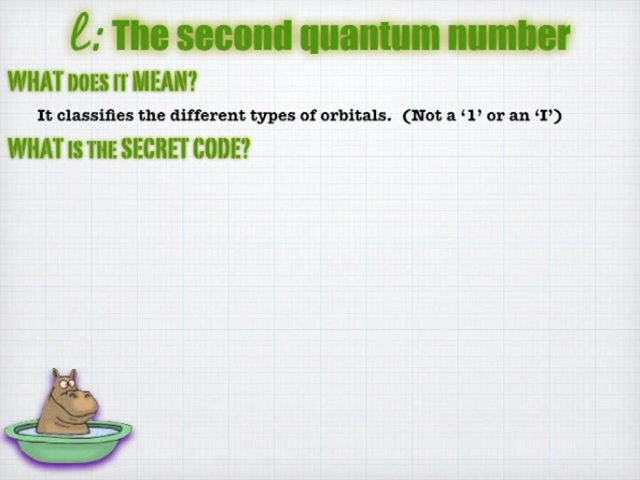 ℓ: The second quantum number
WHAT DOES IT MEAN?
It classifies the different types of orbitals. (Not a ‘1’ or an ‘I’)
WHAT IS THE SECRET CODE?